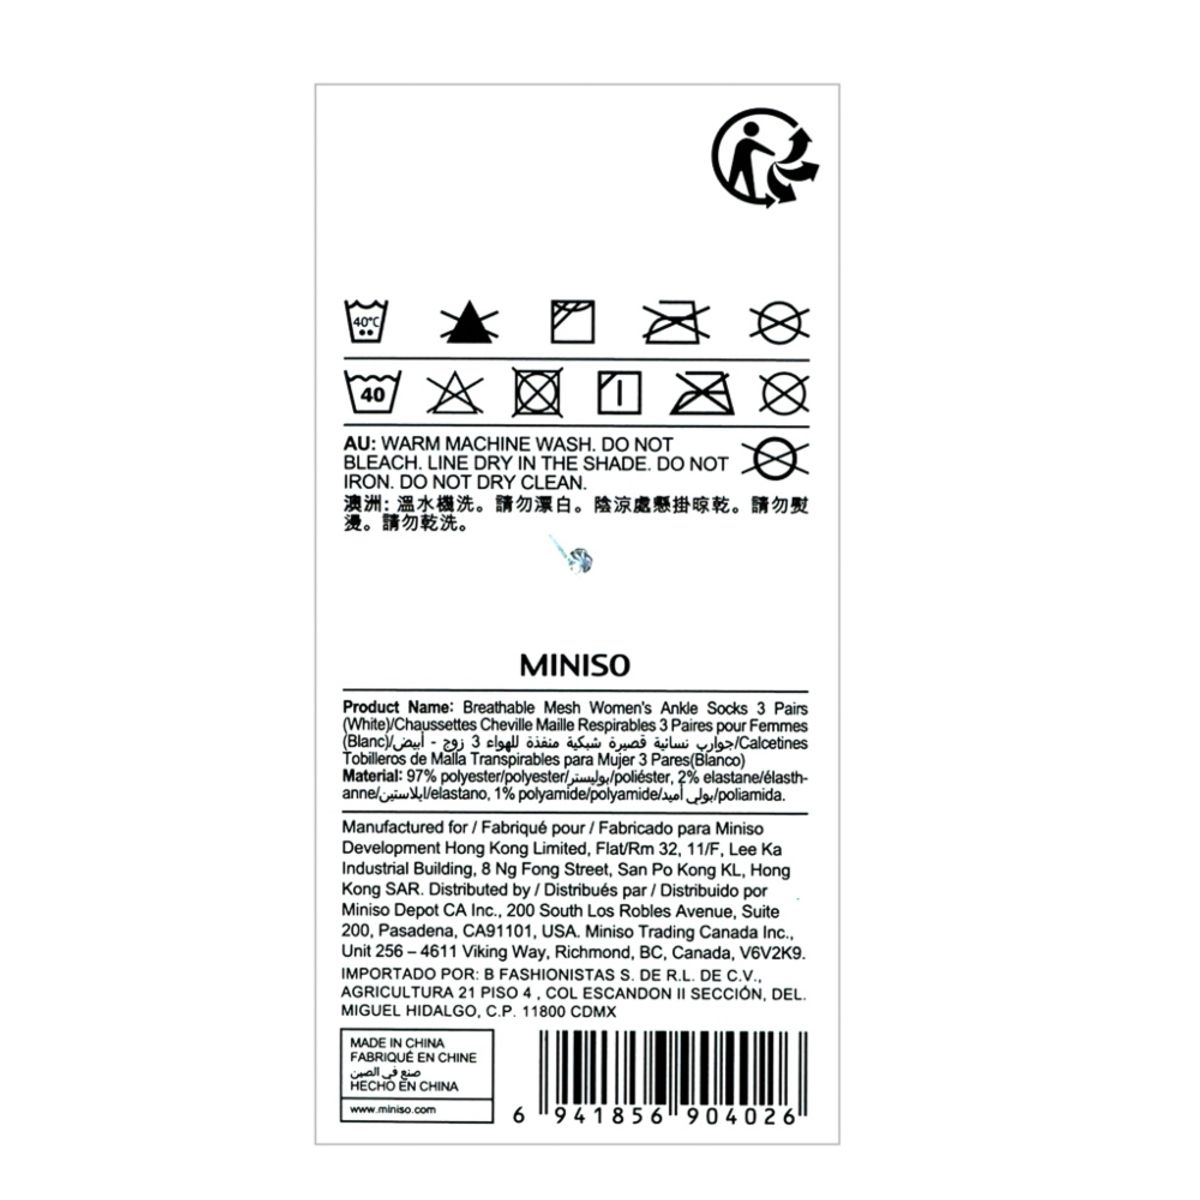 40°C
40
AU: WARM MACHINE WASH. DO NOT
BLEACH. LINE DRY IN THE SHADE. DO NOT
IRON. DO NOT DRY CLEAN.
澳洲: 溫水機洗。請勿漂白。陰涼處懸掛晾乾。請勿熨
燙。請勿乾洗。
MINISO
Product Name: Breathable Mesh Women's Ankle Socks 3 Pairs
(White)/Chaussettes Cheville Maille Respirables 3 Paires pour Femmes
(Blanc)/جوارب نسائية قصيرة شبكية منفذة للهواء 3 زوج - أبيض/Calcetines
Tobilleros de Malla Transpirables para Mujer 3 Pares(Blanco)
Material: 97% polyester/polyester/بوليستر/poliéster, 2% elastane/élasth-
anne/ايلاستين/elastano, 1% polyamide/polyamide/بولي أميد/poliamida.
Manufactured for / Fabriqué pour / Fabricado para Miniso
Development Hong Kong Limited, Flat/Rm 32, 11/F, Lee Ka
Industrial Building, 8 Ng Fong Street, San Po Kong KL, Hong
Kong SAR. Distributed by / Distribués par / Distribuido por
Miniso Depot CA Inc., 200 South Los Robles Avenue, Suite
200, Pasadena, CA91101, USA. Miniso Trading Canada Inc.,
Unit 256 – 4611 Viking Way, Richmond, BC, Canada, V6V2K9.
IMPORTADO POR: B FASHIONISTAS S. DE R.L. DE C.V.,
AGRICULTURA 21 PISO 4 , COL ESCANDON II SECCIÓN, DEL.
MIGUEL HIDALGO, C.P. 11800 CDMX
MADE IN CHINA
FABRIQUÉ EN CHINE
صنع في الصين
HECHO EN CHINA
www.miniso.com
6 941856 904026